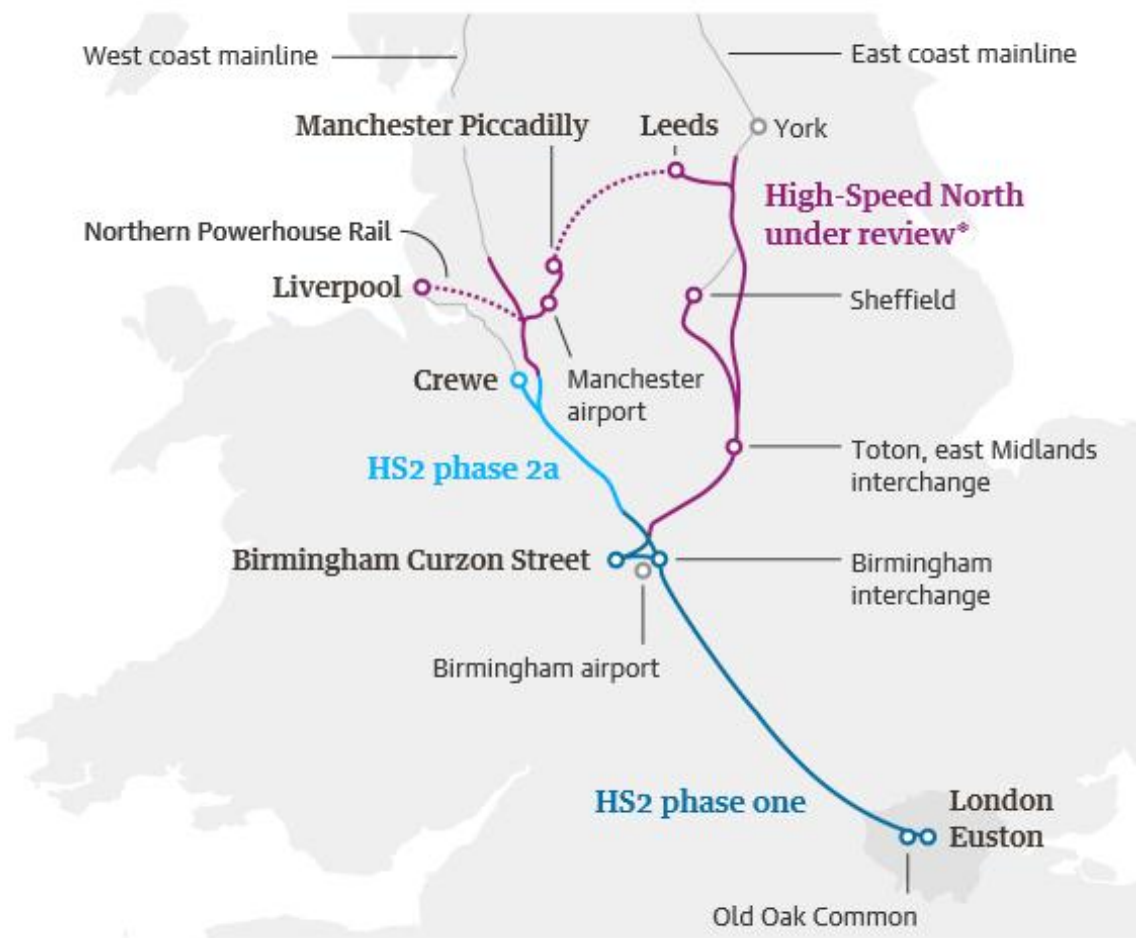 West coast mainline
East coast mainline
Manchester Piccadilly
Leeds
York
High-Speed North
under review*
Northern Powerhouse Rail
Liverpool
Sheffield
Crewe
Manchester
airport
HS2 phase 2a
Toton, east Midlands
interchange
Birmingham Curzon Street
Birmingham
interchange
Birmingham airport
HS2 phase one
London
Euston
Old Oak Common